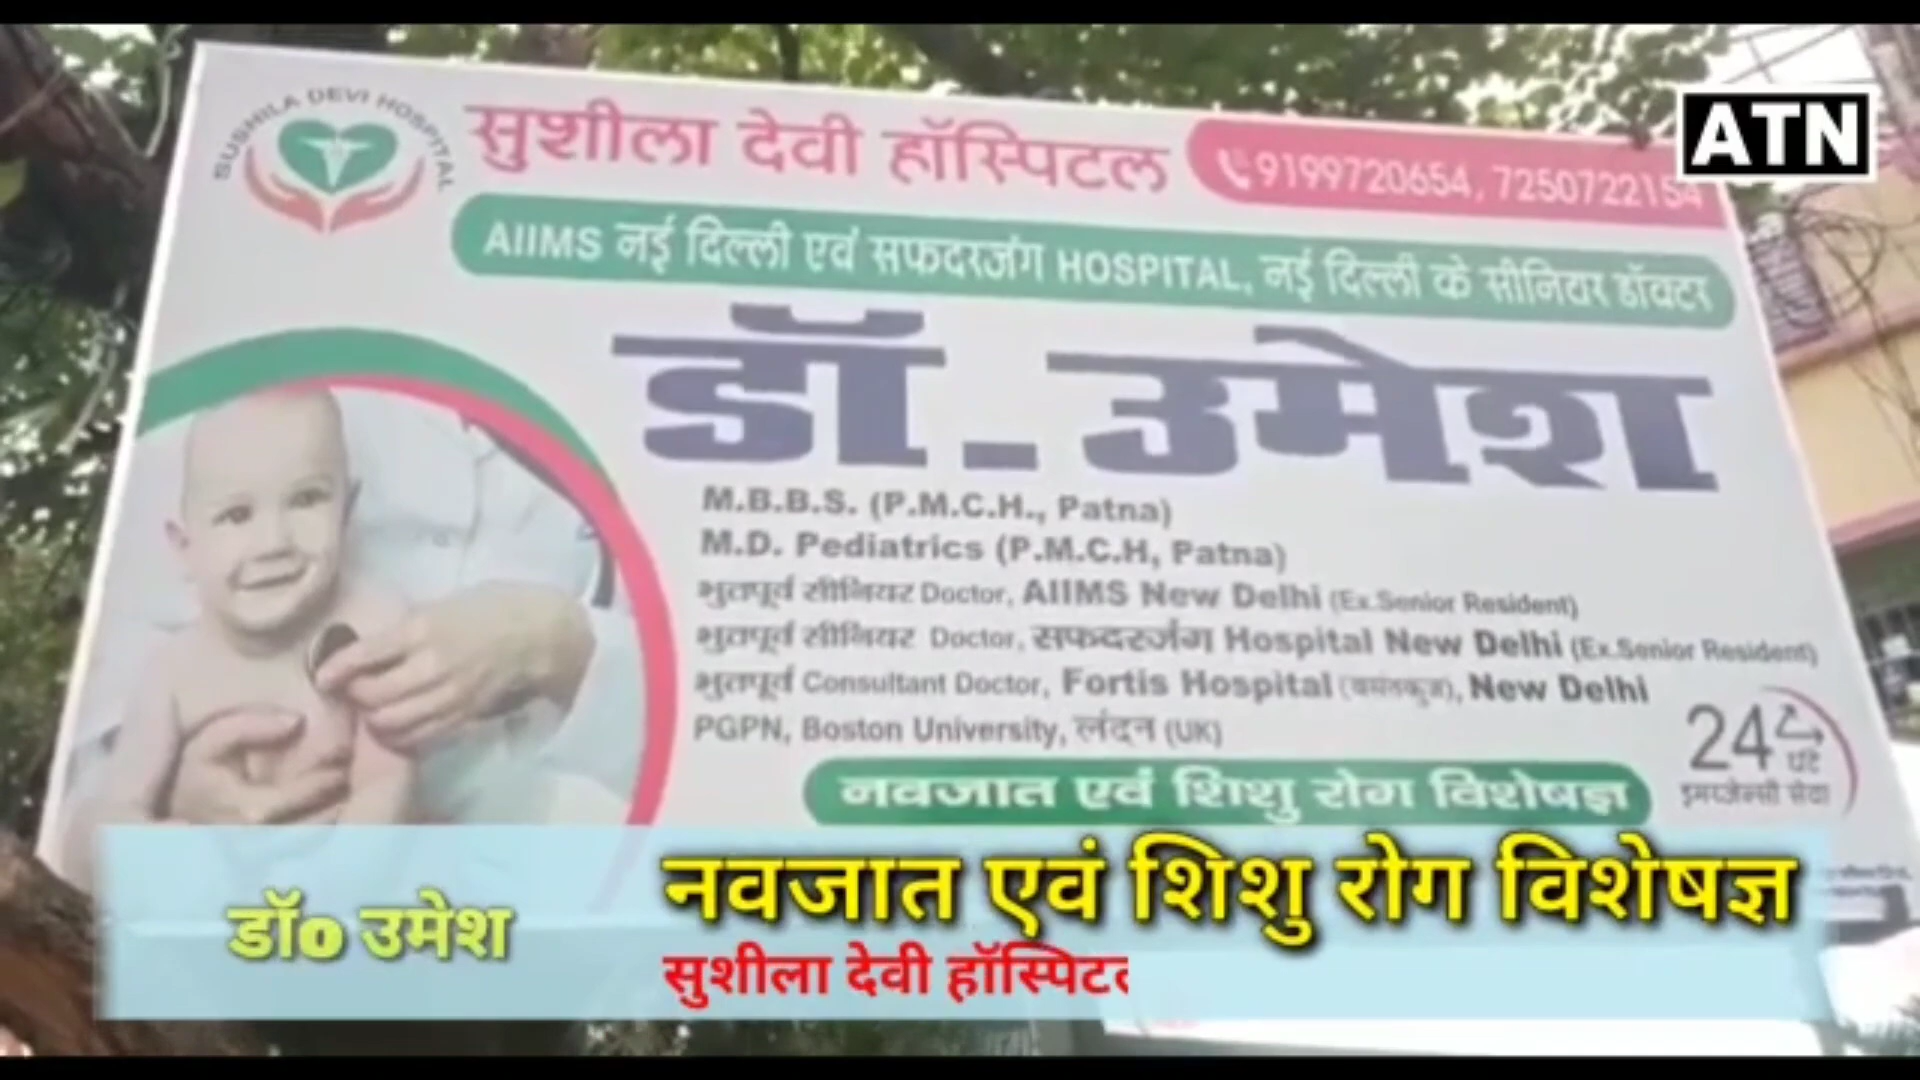 ATN
SUSHILA DEVI HOSPITAL
सुशीला देवी हॉस्पिटल
9199720654, 7250722154
AIIMS नई दिल्ली एवं सफदरजंग HOSPITAL, नई दिल्ली के सीनियर डॉक्टर
डॉ. उमेश
M.B.B.S. (P.M.C.H., Patna)
M.D. Pediatrics (P.M.C.H, Patna)
भुतपूर्व सीनियर Doctor, AIIMS New Delhi (Ex.Senior Resident)
भुतपूर्व सीनियर Doctor, सफदरजंग Hospital New Delhi (Ex.Senior Resident)
भुतपूर्व Consultant Doctor, Fortis Hospital (वसंतकुंज), New Delhi
PGPN, Boston University, लंदन (UK)
24 घंटे
इमरजेन्सी सेवा
नवजात एवं शिशु रोग विशेषज्ञ
डॉ0 उमेश
नवजात एवं शिशु रोग विशेषज्ञ
सुशीला देवी हॉस्पिटल